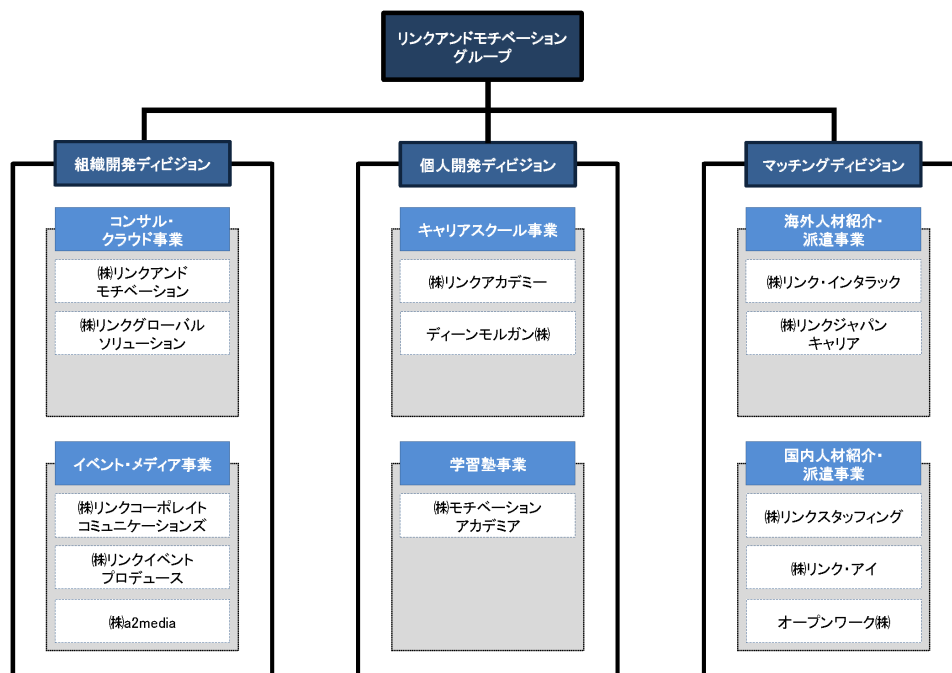 リンクアンドモチベーション
グループ
組織開発ディビジョン
コンサル・
クラウド事業
㈱リンクアンド
モチベーション
㈱リンクグローバル
ソリューション
イベント・メディア事業
㈱リンクコーポレイト
コミュニケーションズ
㈱リンクイベント
プロデュース
㈱a2media
個人開発ディビジョン
キャリアスクール事業
㈱リンクアカデミー
ディーンモルガン㈱
学習塾事業
㈱モチベーション
アカデミア
マッチングディビジョン
海外人材紹介・
派遣事業
㈱リンク・インタラック
㈱リンクジャパン
キャリア
国内人材紹介・
派遣事業
㈱リンクスタッフィング
㈱リンク・アイ
オープンワーク㈱